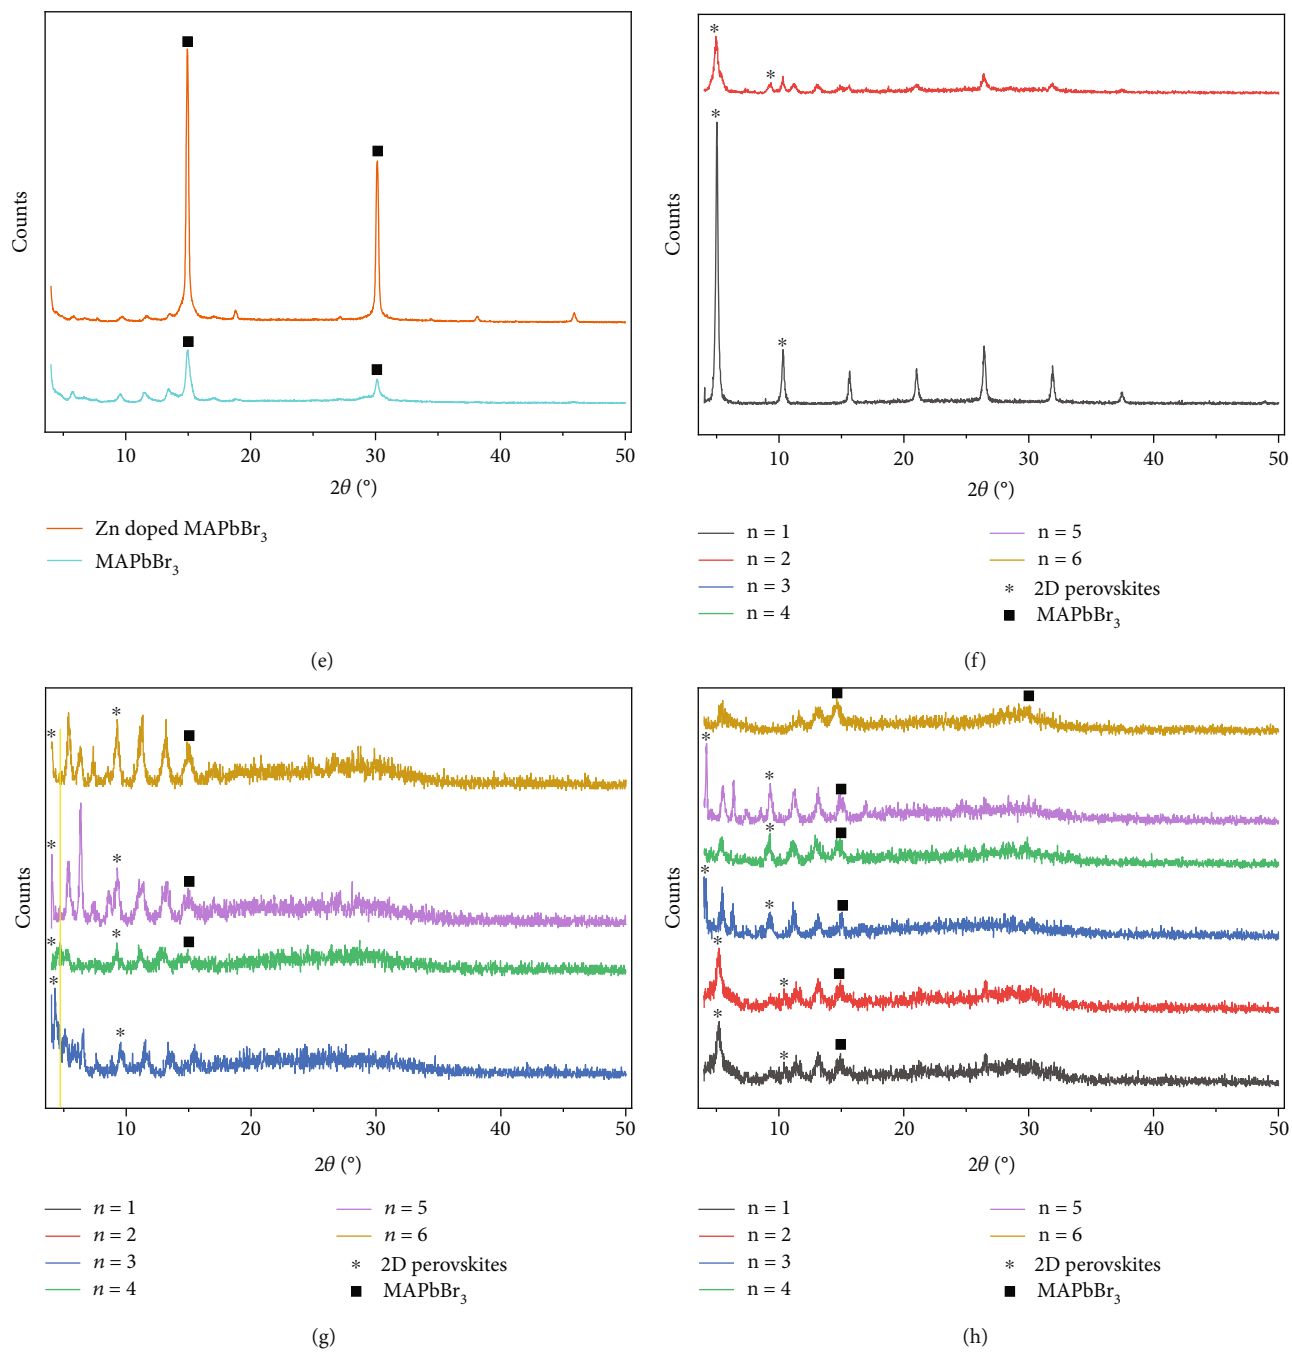 Counts
10 20 30 40 50
2θ (°)
Zn doped MAPbBr₃
MAPbBr₃
(e)
* *
* *
Counts
10 20 30 40 50
2θ (°)
n = 1 n = 5
n = 2 n = 6
n = 3 * 2D perovskites
n = 4 ■ MAPbBr₃
(f)
* *
* *
* *
* *
Counts
10 20 30 40 50
2θ (°)
n = 1 n = 5
n = 2 n = 6
n = 3 * 2D perovskites
n = 4 ■ MAPbBr₃
(g)
* *
*
* *
* *
* *
Counts
10 20 30 40 50
2θ (°)
n = 1 n = 5
n = 2 n = 6
n = 3 * 2D perovskites
n = 4 ■ MAPbBr₃
(h)